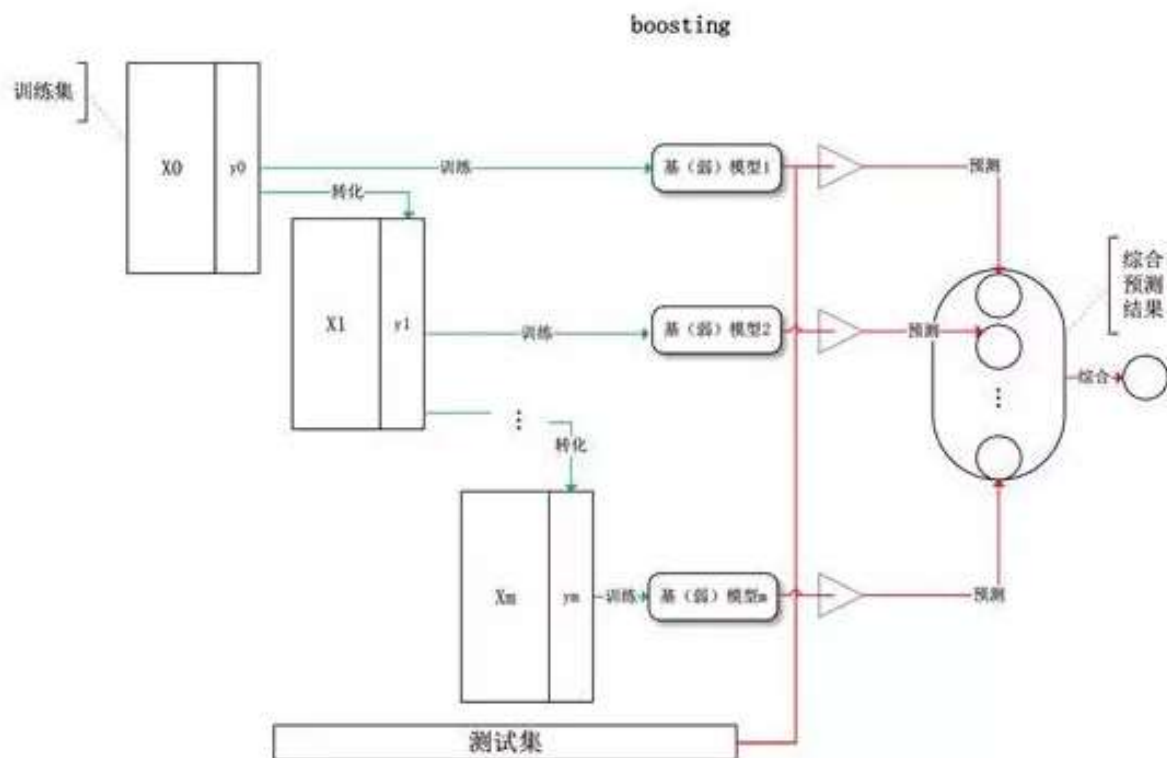 boosting
训练集
X0
y0
训练
基（弱）模型1
预测
转化
X1
y1
训练
基（弱）模型2
预测
综合
预测
结果
综合
⋮
转化
⋮
Xm
ym
训练
基（弱）模型m
预测
测试集